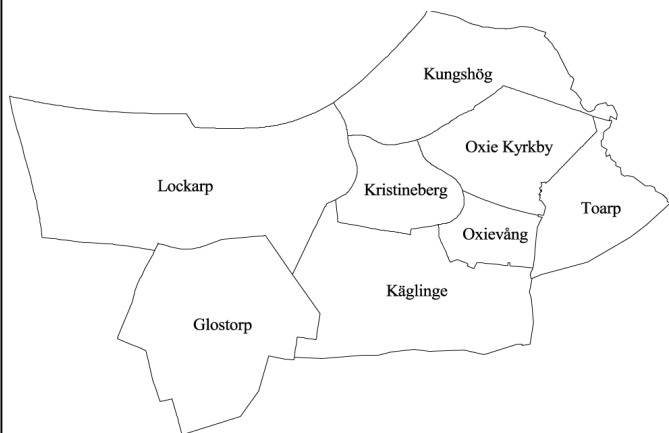 Kungshög
Oxie Kyrkby
Lockarp
Kristineberg
Toarp
Oxievång
Käglinge
Glostorp